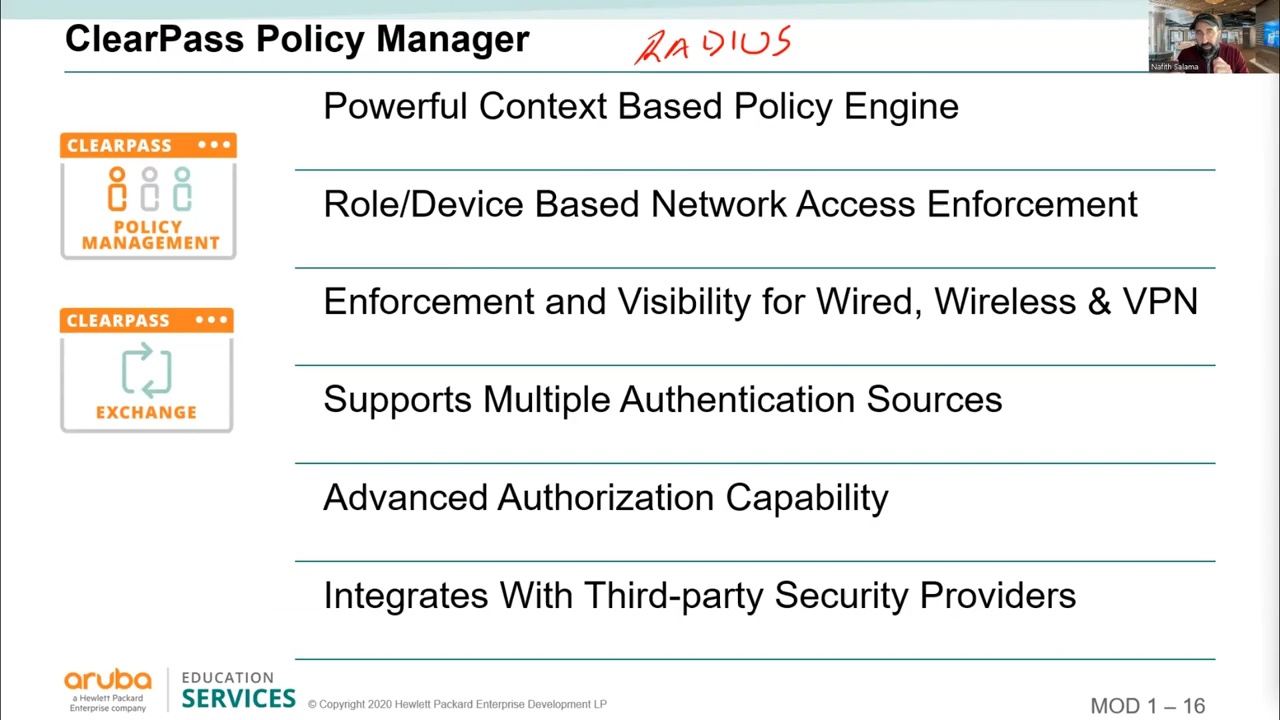 ClearPass Policy Manager
RADIUS
Nafith Salama
Powerful Context Based Policy Engine
CLEARPASS
POLICY
MANAGEMENT
Role/Device Based Network Access Enforcement
Enforcement and Visibility for Wired, Wireless & VPN
CLEARPASS
EXCHANGE
Supports Multiple Authentication Sources
Advanced Authorization Capability
Integrates With Third-party Security Providers
aruba
a Hewlett Packard
Enterprise company
EDUCATION
SERVICES
© Copyright 2020 Hewlett Packard Enterprise Development LP
MOD 1 – 16